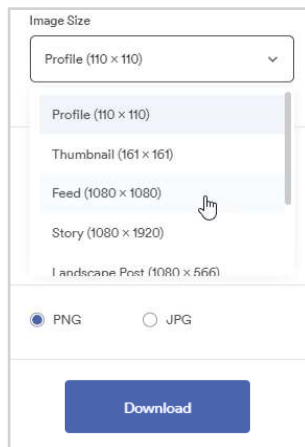 Image Size
Profile (110 × 110)
Profile (110 × 110)
Thumbnail (161 × 161)
Feed (1080 × 1080)
Story (1080 × 1920)
Landscape Post (1080 × 566)
PNG JPG
Download